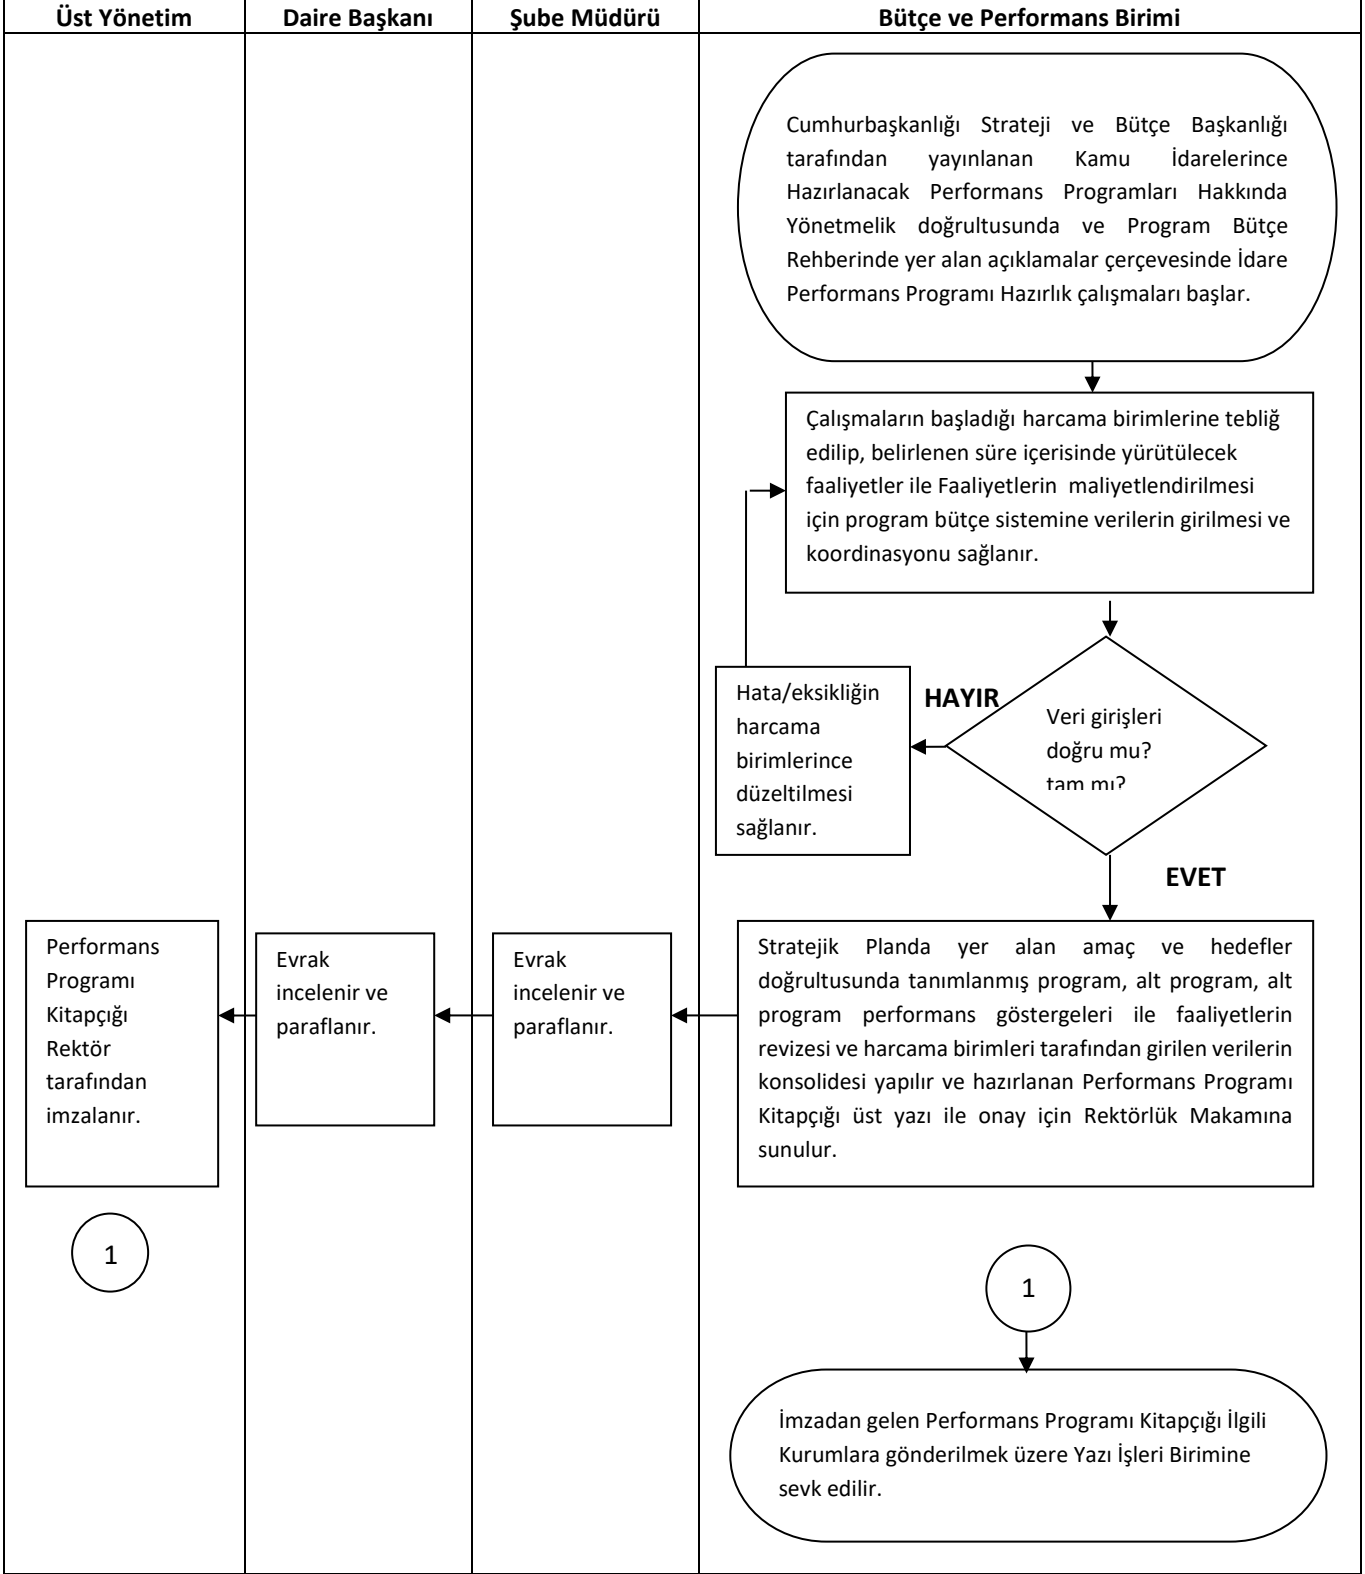 Üst Yönetim
Daire Başkanı
Şube Müdürü
Bütçe ve Performans Birimi
Cumhurbaşkanlığı Strateji ve Bütçe Başkanlığı
tarafından yayınlanan Kamu İdarelerince
Hazırlanacak Performans Programları Hakkında
Yönetmelik doğrultusunda ve Program Bütçe
Rehberinde yer alan açıklamalar çerçevesinde İdare
Performans Programı Hazırlık çalışmaları başlar.
Çalışmaların başladığı harcama birimlerine tebliğ
edilip, belirlenen süre içerisinde yürütülecek
faaliyetler ile Faaliyetlerin maliyetlendirilmesi
için program bütçe sistemine verilerin girilmesi ve
koordinasyonu sağlanır.
Hata/eksikliğin
harcama
birimlerince
düzeltilmesi
sağlanır.
HAYIR
Veri girişleri
doğru mu?
tam mı?
EVET
Performans
Programı
Kitapçığı
Rektör
tarafından
imzalanır.
Evrak
incelenir ve
paraflanır.
Evrak
incelenir ve
paraflanır.
Stratejik Planda yer alan amaç ve hedefler
doğrultusunda tanımlanmış program, alt program, alt
program performans göstergeleri ile faaliyetlerin
revizesi ve harcama birimleri tarafından girilen verilerin
konsolidesi yapılır ve hazırlanan Performans Programı
Kitapçığı üst yazı ile onay için Rektörlük Makamına
sunulur.
1
1
İmzadan gelen Performans Programı Kitapçığı İlgili
Kurumlara gönderilmek üzere Yazı İşleri Birimine
sevk edilir.